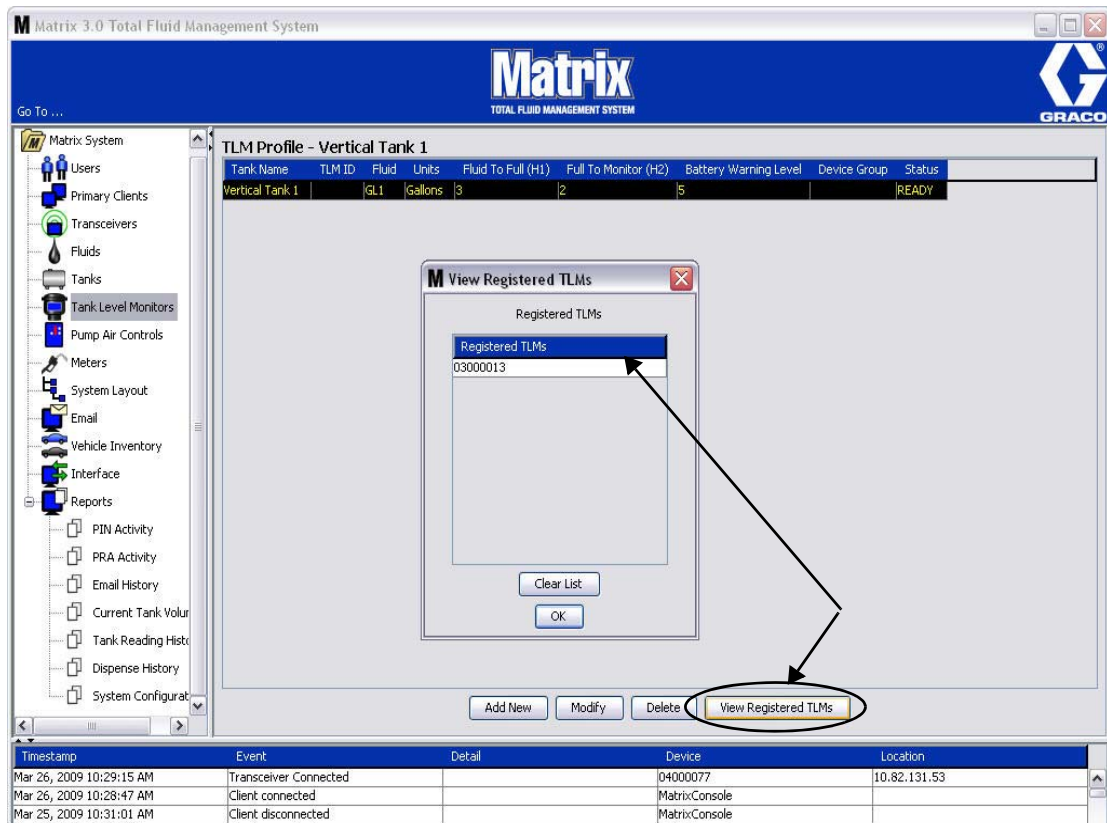 M Matrix 3.0 Total Fluid Management System
Matrix
TOTAL FLUID MANAGEMENT SYSTEM
Go To ...
G®
GRACO
Matrix System
Users
Primary Clients
Transceivers
Fluids
Tanks
Tank Level Monitors
Pump Air Controls
Meters
System Layout
Email
Vehicle Inventory
Interface
Reports
PIN Activity
PRA Activity
Email History
Current Tank Volur
Tank Reading Histo
Dispense History
System Configurat
TLM Profile - Vertical Tank 1
Tank Name TLM ID Fluid Units Fluid To Full (H1) Full To Monitor (H2) Battery Warning Level Device Group Status
Vertical Tank 1 GL1 Gallons 3 2 5 READY
M View Registered TLMs
Registered TLMs
Registered TLMs
03000013
Clear List
OK
Add New Modify Delete View Registered TLMs
Timestamp Event Detail Device Location
Mar 26, 2009 10:29:15 AM Transceiver Connected 04000077 10.82.131.53
Mar 26, 2009 10:28:47 AM Client connected MatrixConsole
Mar 25, 2009 10:31:01 AM Client disconnected MatrixConsole